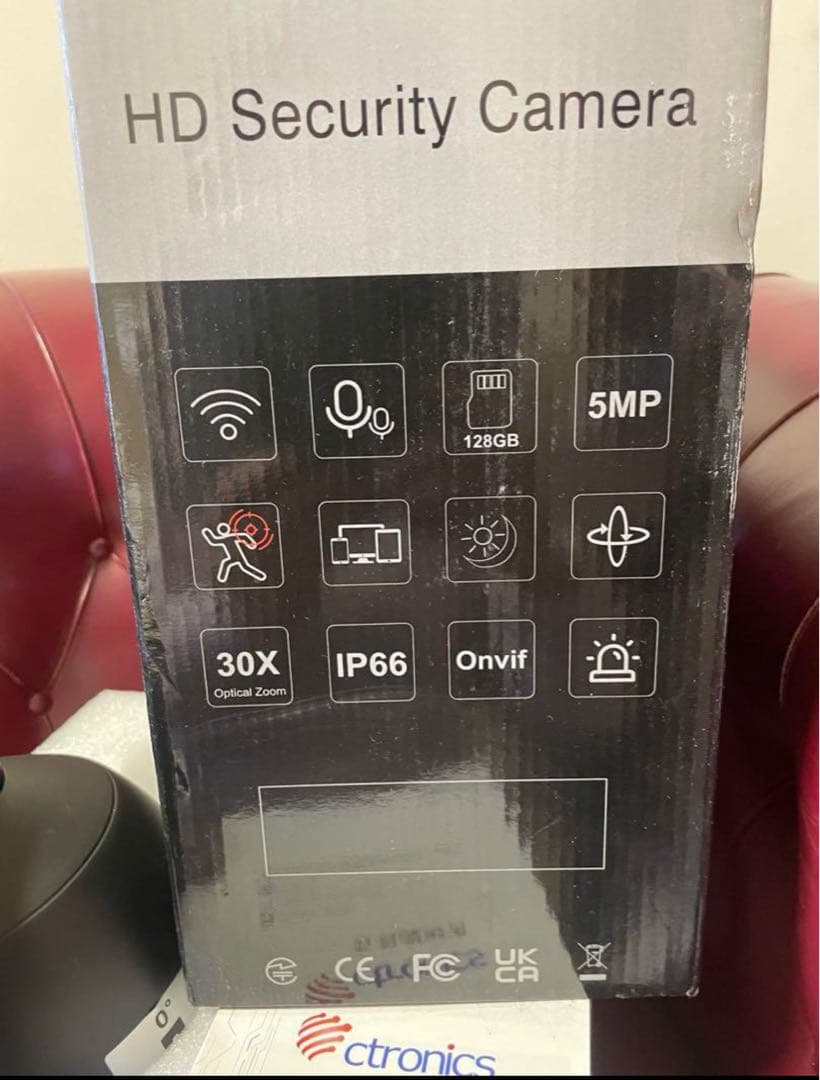 HD Security Camera
128GB
5MP
30X
Optical Zoom
IP66
Onvif
CE FC UK
CA
ctronics